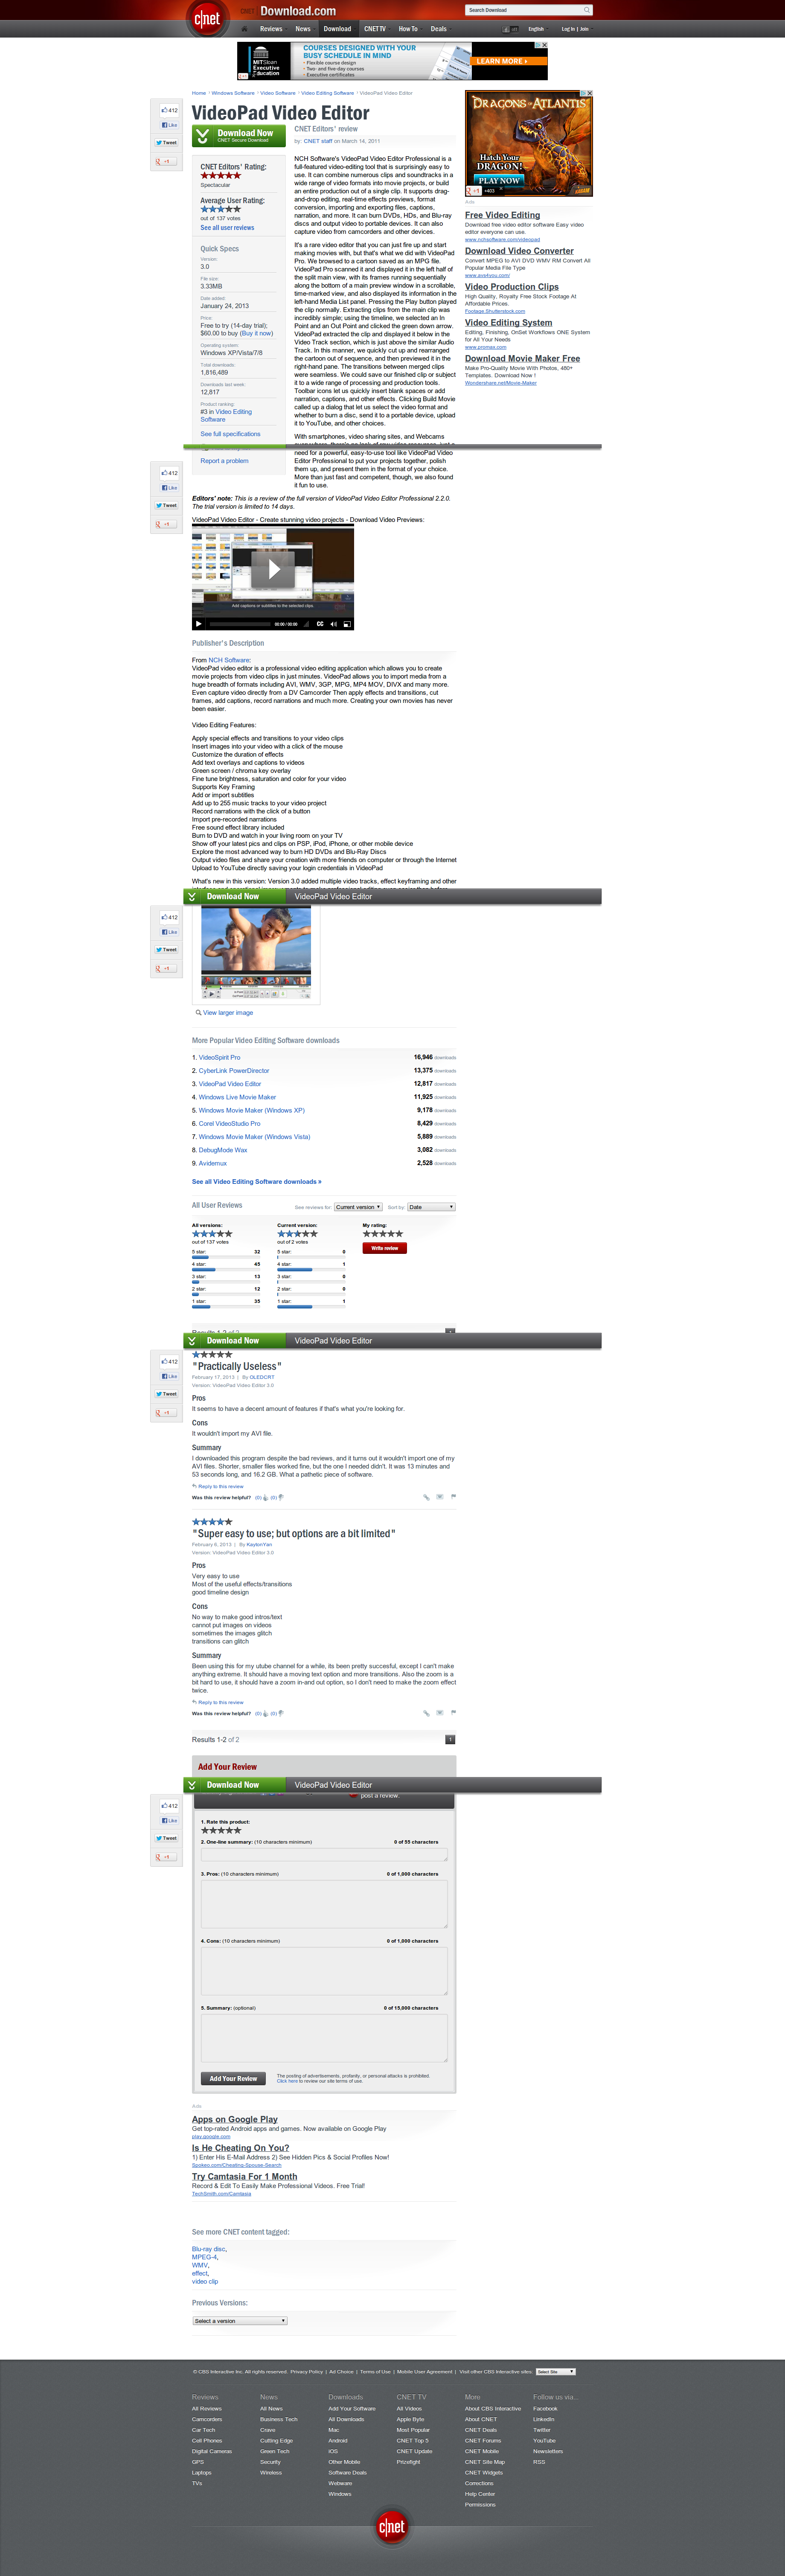 c|net
CNET Download.com
Search Download
Reviews
News
Download
CNET TV
How To
Deals
English
Log In | Join
MIT Sloan
Executive
Education
COURSES DESIGNED WITH YOUR
BUSY SCHEDULE IN MIND
• Flexible course design
• Two- and five-day courses
• Executive certificates
LEARN MORE ›
Home › Windows Software › Video Software › Video Editing Software › VideoPad Video Editor
412
Like
Tweet
+1
VideoPad Video Editor
Download Now
CNET Secure Download
CNET Editors' Rating:
Spectacular
Average User Rating:
out of 137 votes
See all user reviews
Quick Specs
Version:
3.0
File size:
3.33MB
Date added:
January 24, 2013
Price:
Free to try (14-day trial);
$60.00 to buy (Buy it now)
Operating system:
Windows XP/Vista/7/8
Total downloads:
1,816,489
Downloads last week:
12,817
Product ranking:
#3 in Video Editing
Software
See full specifications
Report a problem
CNET Editors' review
by: CNET staff on March 14, 2011
NCH Software's VideoPad Video Editor Professional is a
full-featured video-editing tool that is surprisingly easy to
use. It can combine numerous clips and soundtracks in a
wide range of video formats into movie projects, or build
an entire production out of a single clip. It supports drag-
and-drop editing, real-time effects previews, format
conversion, importing and exporting files, captions,
narration, and more. It can burn DVDs, HDs, and Blu-ray
discs and output video to portable devices. It can also
capture video from camcorders and other devices.
It's a rare video editor that you can just fire up and start
making movies with, but that's what we did with VideoPad
Pro. We browsed to a cartoon saved as an MPG file.
VideoPad Pro scanned it and displayed it in the left half of
the split main view, with its frames running sequentially
along the bottom of the main window in a scrollable,
time-marked view, and also displayed its information in the
left-hand Media List panel. Pressing the Play button played
the clip normally. Extracting clips from the main clip was
incredibly simple; using the timeline, we selected an In
Point and an Out Point and clicked the green down arrow.
VideoPad extracted the clip and displayed it below in the
Video Track section, which is just above the similar Audio
Track. In this manner, we quickly cut up and rearranged
the cartoon into a new sequence, and then previewed it in
the right-hand pane. The transitions between merged clips
were seamless. We could save our finished clip or subject
it to a wide range of processing and production tools.
Toolbar icons let us quickly insert blank spaces or add
narration, captions, and other effects. Clicking Build Movie
called up a dialog that let us select the video format and
whether to burn a disc, send it to a portable device, upload
it to YouTube, and other choices.
With smartphones, video sharing sites, and Webcams
need for a powerful, easy-to-use tool like VideoPad Video
Editor Professional to put your projects together, polish
them up, and present them in the format of your choice.
More than just fast and competent, though, we also found
it fun to use.
Dragons of Atlantis
Hatch Your
DRAGON!
PLAY NOW
+1
+403
KABAM
Ads
Free Video Editing
Download free video editor software Easy video
editor everyone can use.
www.nchsoftware.com/videopad
Download Video Converter
Convert MPEG to AVI DVD WMV RM Convert All
Popular Media File Type
www.avs4you.com/
Video Production Clips
High Quality, Royalty Free Stock Footage At
Affordable Prices.
Footage.Shutterstock.com
Video Editing System
Editing, Finishing, OnSet Workflows ONE System
for All Your Needs
www.promax.com
Download Movie Maker Free
Make Pro-Quality Movie With Photos, 480+
Templates. Download Now !
Wondershare.net/Movie-Maker
412
Like
Tweet
+1
Editors' note: This is a review of the full version of VideoPad Video Editor Professional 2.2.0.
The trial version is limited to 14 days.
VideoPad Video Editor - Create stunning video projects - Download Video Previews:
Add captions or subtitles to the selected clips.
00:00 / 00:00
CC
Publisher's Description
From NCH Software:
VideoPad video editor is a professional video editing application which allows you to create
movie projects from video clips in just minutes. VideoPad allows you to import media from a
huge breadth of formats including AVI, WMV, 3GP, MPG, MP4 MOV, DIVX and many more.
Even capture video directly from a DV Camcorder Then apply effects and transitions, cut
frames, add captions, record narrations and much more. Creating your own movies has never
been easier.
Video Editing Features:
Apply special effects and transitions to your video clips
Insert images into your video with a click of the mouse
Customize the duration of effects
Add text overlays and captions to videos
Green screen / chroma key overlay
Fine tune brightness, saturation and color for your video
Supports Key Framing
Add or import subtitles
Add up to 255 music tracks to your video project
Record narrations with the click of a button
Import pre-recorded narrations
Free sound effect library included
Burn to DVD and watch in your living room on your TV
Show off your latest pics and clips on PSP, iPod, iPhone, or other mobile device
Explore the most advanced way to burn HD DVDs and Blu-Ray Discs
Output video files and share your creation with more friends on computer or through the Internet
Upload to YouTube directly saving your login credentials in VideoPad
What's new in this version: Version 3.0 added multiple video tracks, effect keyframing and other
Download Now
VideoPad Video Editor
412
Like
Tweet
+1
View larger image
More Popular Video Editing Software downloads
1. VideoSpirit Pro 16,946 downloads
2. CyberLink PowerDirector 13,375 downloads
3. VideoPad Video Editor 12,817 downloads
4. Windows Live Movie Maker 11,925 downloads
5. Windows Movie Maker (Windows XP) 9,178 downloads
6. Corel VideoStudio Pro 8,429 downloads
7. Windows Movie Maker (Windows Vista) 5,889 downloads
8. DebugMode Wax 3,082 downloads
9. Avidemux 2,528 downloads
See all Video Editing Software downloads »
All User Reviews
See reviews for: Current version
Sort by: Date
All versions:
out of 137 votes
5 star: 32
4 star: 45
3 star: 13
2 star: 12
1 star: 35
Current version:
out of 2 votes
5 star: 0
4 star: 1
3 star: 0
2 star: 0
1 star: 1
My rating:
Write review
Results 1-2 of 2
Download Now
VideoPad Video Editor
412
Like
Tweet
+1
"Practically Useless"
February 17, 2013 | By OLEDCRT
Version: VideoPad Video Editor 3.0
Pros
It seems to have a decent amount of features if that's what you're looking for.
Cons
It wouldn't import my AVI file.
Summary
I downloaded this program despite the bad reviews, and it turns out it wouldn't import one of my
AVI files. Shorter, smaller files worked fine, but the one I needed didn't. It was 13 minutes and
53 seconds long, and 16.2 GB. What a pathetic piece of software.
Reply to this review
Was this review helpful? (0) (0)
"Super easy to use; but options are a bit limited"
February 6, 2013 | By KaytonYan
Version: VideoPad Video Editor 3.0
Pros
Very easy to use
Most of the useful effects/transitions
good timeline design
Cons
No way to make good intros/text
cannot put images on videos
sometimes the images glitch
transitions can glitch
Summary
Been using this for my utube channel for a while, its been pretty succesful, except I can't make
anything extreme. It should have a moving text option and more transitions. Also the zoom is a
bit hard to use, it should have a zoom in-and out option, so I don't need to make the zoom effect
twice.
Reply to this review
Was this review helpful? (0) (0)
Results 1-2 of 2
1
Add Your Review
Download Now
VideoPad Video Editor
post a review.
412
Like
Tweet
+1
1. Rate this product:
2. One-line summary: (10 characters minimum) 0 of 55 characters
3. Pros: (10 characters minimum) 0 of 1,000 characters
4. Cons: (10 characters minimum) 0 of 1,000 characters
5. Summary: (optional) 0 of 15,000 characters
Add Your Review
The posting of advertisements, profanity, or personal attacks is prohibited.
Click here to review our site terms of use.
Ads
Apps on Google Play
Get top-rated Android apps and games. Now available on Google Play
play.google.com
Is He Cheating On You?
1) Enter His E-Mail Address 2) See Hidden Pics & Social Profiles Now!
Spokeo.com/Cheating-Spouse-Search
Try Camtasia For 1 Month
Record & Edit To Easily Make Professional Videos. Free Trial!
TechSmith.com/Camtasia
See more CNET content tagged:
Blu-ray disc,
MPEG-4,
WMV,
effect,
video clip
Previous Versions:
Select a version
© CBS Interactive Inc. All rights reserved. Privacy Policy | Ad Choice | Terms of Use | Mobile User Agreement | Visit other CBS Interactive sites: Select Site
Reviews
All Reviews
Camcorders
Car Tech
Cell Phones
Digital Cameras
GPS
Laptops
TVs
News
All News
Business Tech
Crave
Cutting Edge
Green Tech
Security
Wireless
Downloads
Add Your Software
All Downloads
Mac
Android
iOS
Other Mobile
Software Deals
Webware
Windows
CNET TV
All Videos
Apple Byte
Most Popular
CNET Top 5
CNET Update
Prizefight
More
About CBS Interactive
About CNET
CNET Deals
CNET Forums
CNET Mobile
CNET Site Map
CNET Widgets
Corrections
Help Center
Permissions
Follow us via...
Facebook
LinkedIn
Twitter
YouTube
Newsletters
RSS
c|net